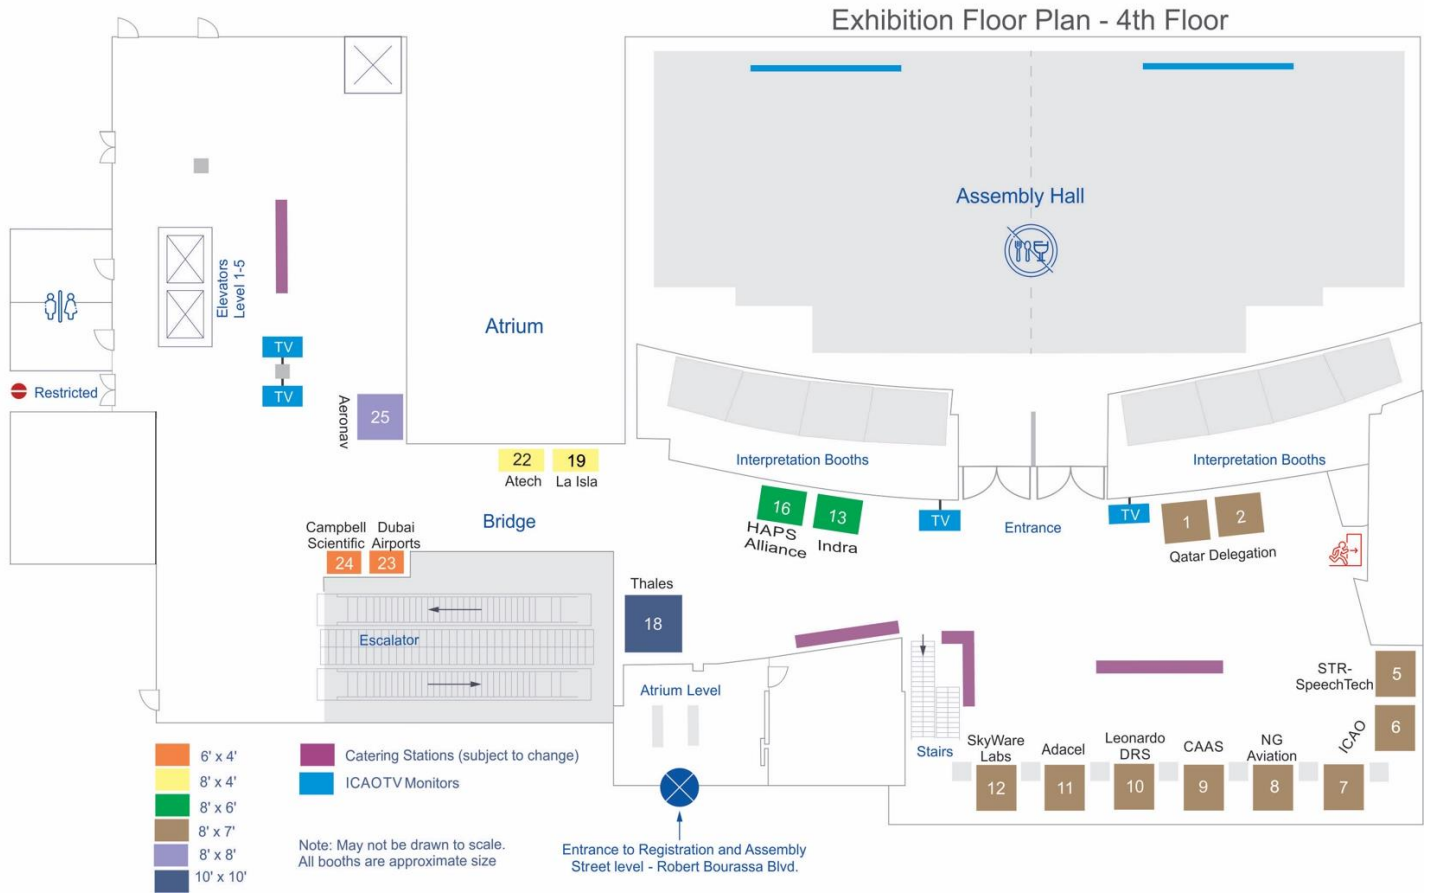 Exhibition Floor Plan - 4th Floor
Assembly Hall
Elevators
Level 1-5
Atrium
TV
TV
Restricted
Aeronav
25
22
19
Atech
La Isla
Interpretation Booths
Interpretation Booths
16
13
HAPS
Alliance
Indra
TV
Entrance
TV
1
2
Qatar Delegation
Bridge
Campbell
Scientific
Dubai
Airports
24
23
Thales
18
Escalator
Atrium Level
STR-
SpeechTech
5
ICAO
6
Stairs
SkyWare
Labs
Adacel
Leonardo
DRS
CAAS
NG
Aviation
12
11
10
9
8
7
6' x 4'
8' x 4'
8' x 6'
8' x 7'
8' x 8'
10' x 10'
Catering Stations (subject to change)
ICAOTV Monitors
Note: May not be drawn to scale.
All booths are approximate size
Entrance to Registration and Assembly
Street level - Robert Bourassa Blvd.